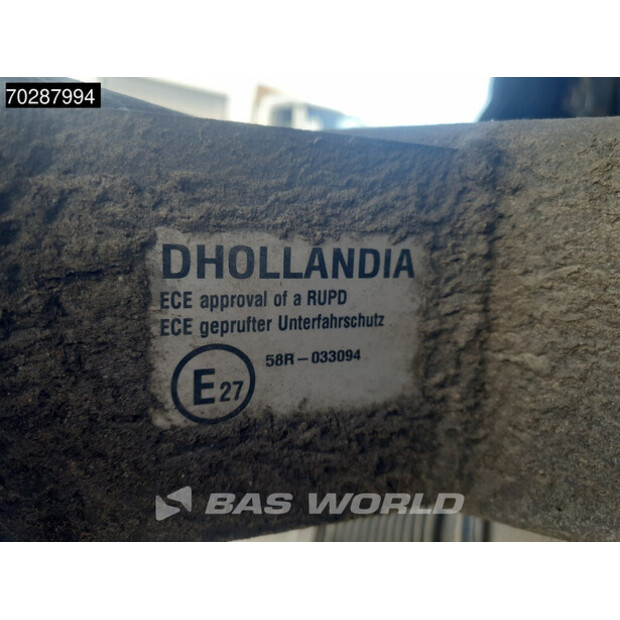 70287994
DHOLLANDIA
ECE approval of a RUPD
ECE geprufter Unterfahrschutz
E27
58R-033094
BAS WORLD